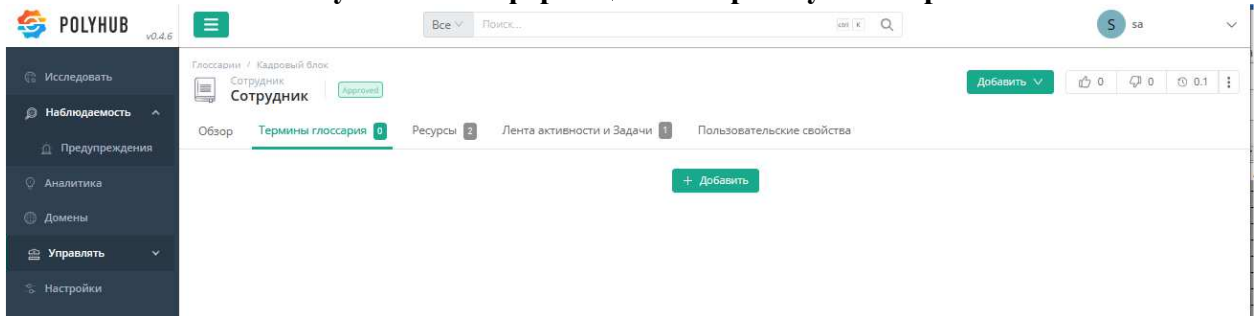 POLYHUB v0.4.6
Все Поиск... ctrl K
S sa
Исследовать
Наблюдаемость
Предупреждения
Аналитика
Домены
Управлять
Настройки
Глоссарии / Кадровый блок
Сотрудник
Сотрудник Approved
Добавить 0 0 0.1
Обзор Термины глоссария 0 Ресурсы 2 Лента активности и Задачи 1 Пользовательские свойства
+ Добавить